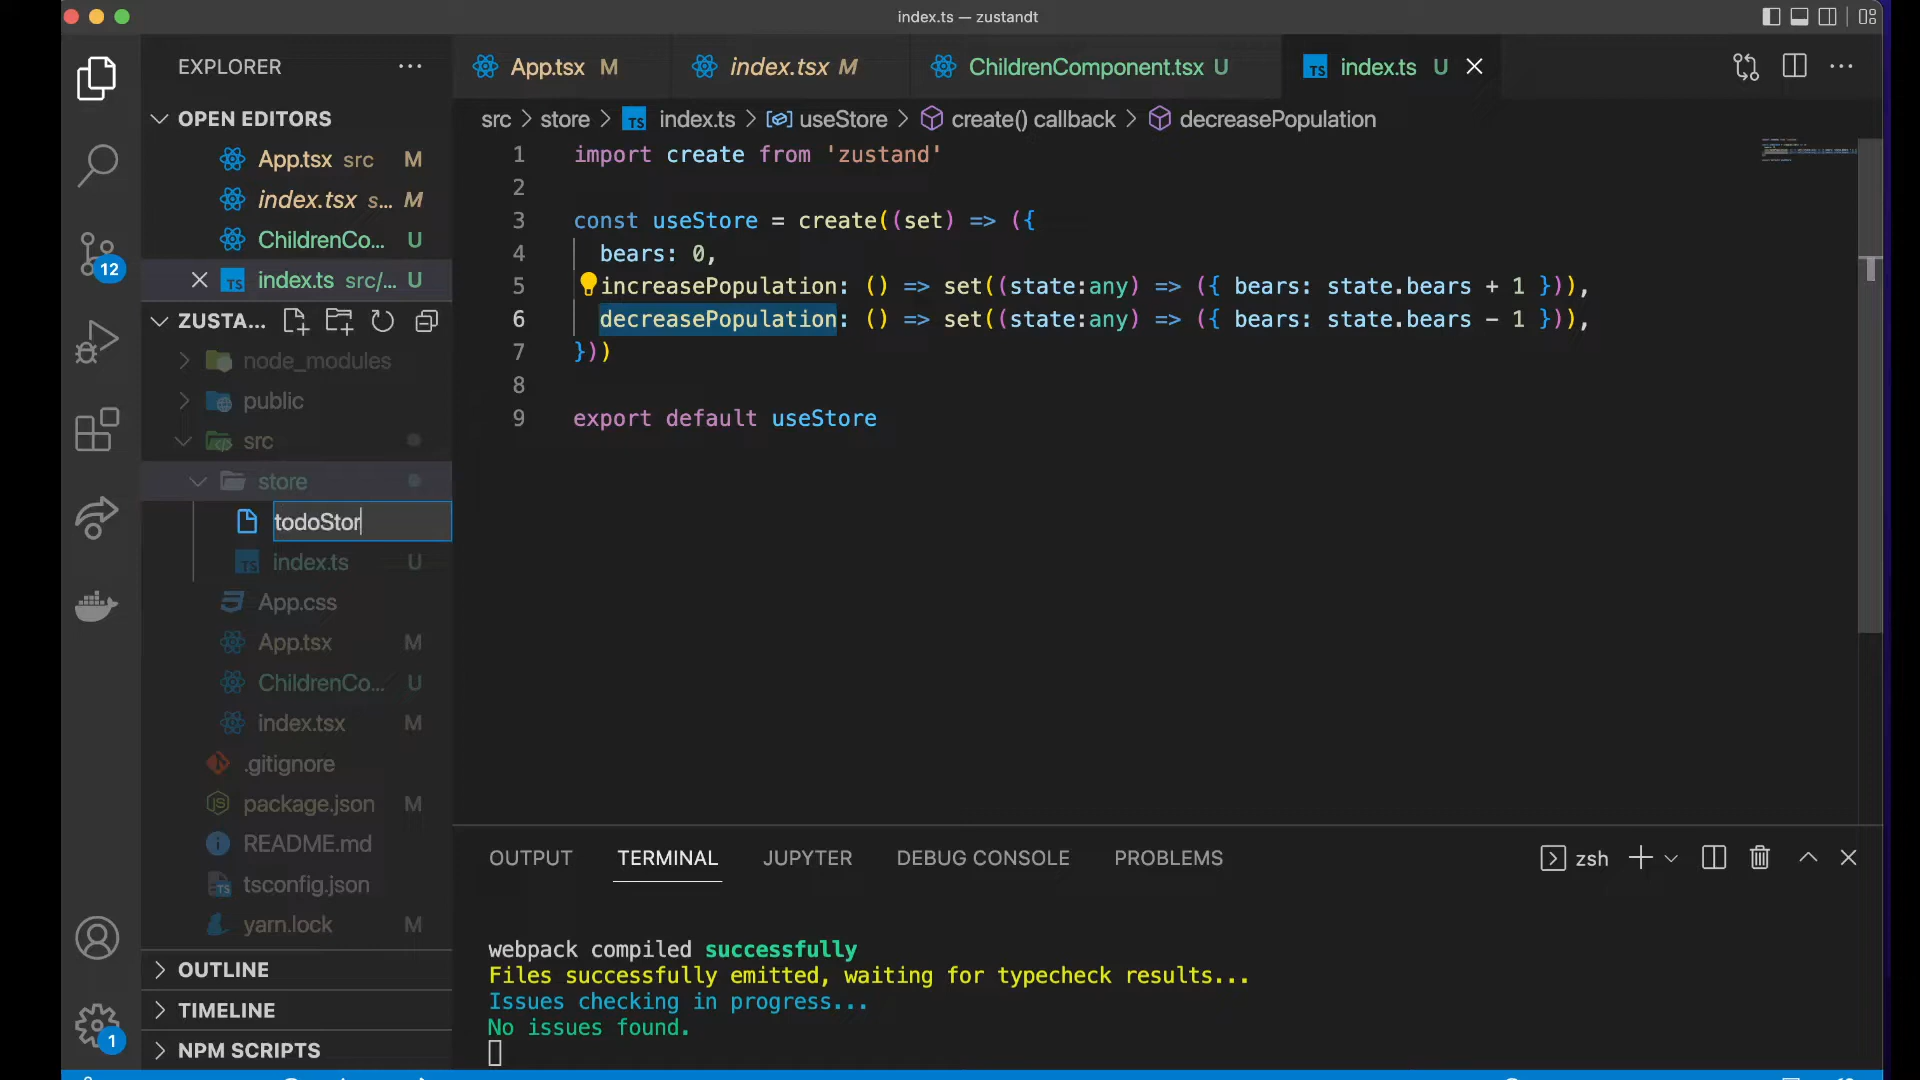 index.ts — zustandt
EXPLORER
App.tsx M
index.tsx M
ChildrenComponent.tsx U
index.ts U
OPEN EDITORS
App.tsx src M
index.tsx s... M
ChildrenCo... U
index.ts src/... U
ZUSTA...
node_modules
public
src
store
todoStor
index.ts U
App.css
App.tsx M
ChildrenCo... U
index.tsx M
.gitignore
package.json M
README.md
tsconfig.json
yarn.lock M
OUTLINE
TIMELINE
NPM SCRIPTS
12
1
src > store > TS index.ts > useStore > create() callback > decreasePopulation
1 import create from 'zustand'
2
3 const useStore = create((set) => ({
4 bears: 0,
5 increasePopulation: () => set((state:any) => ({ bears: state.bears + 1 })),
6 decreasePopulation: () => set((state:any) => ({ bears: state.bears - 1 })),
7 }))
8
9 export default useStore
OUTPUT TERMINAL JUPYTER DEBUG CONSOLE PROBLEMS
zsh
webpack compiled successfully
Files successfully emitted, waiting for typecheck results...
Issues checking in progress...
No issues found.